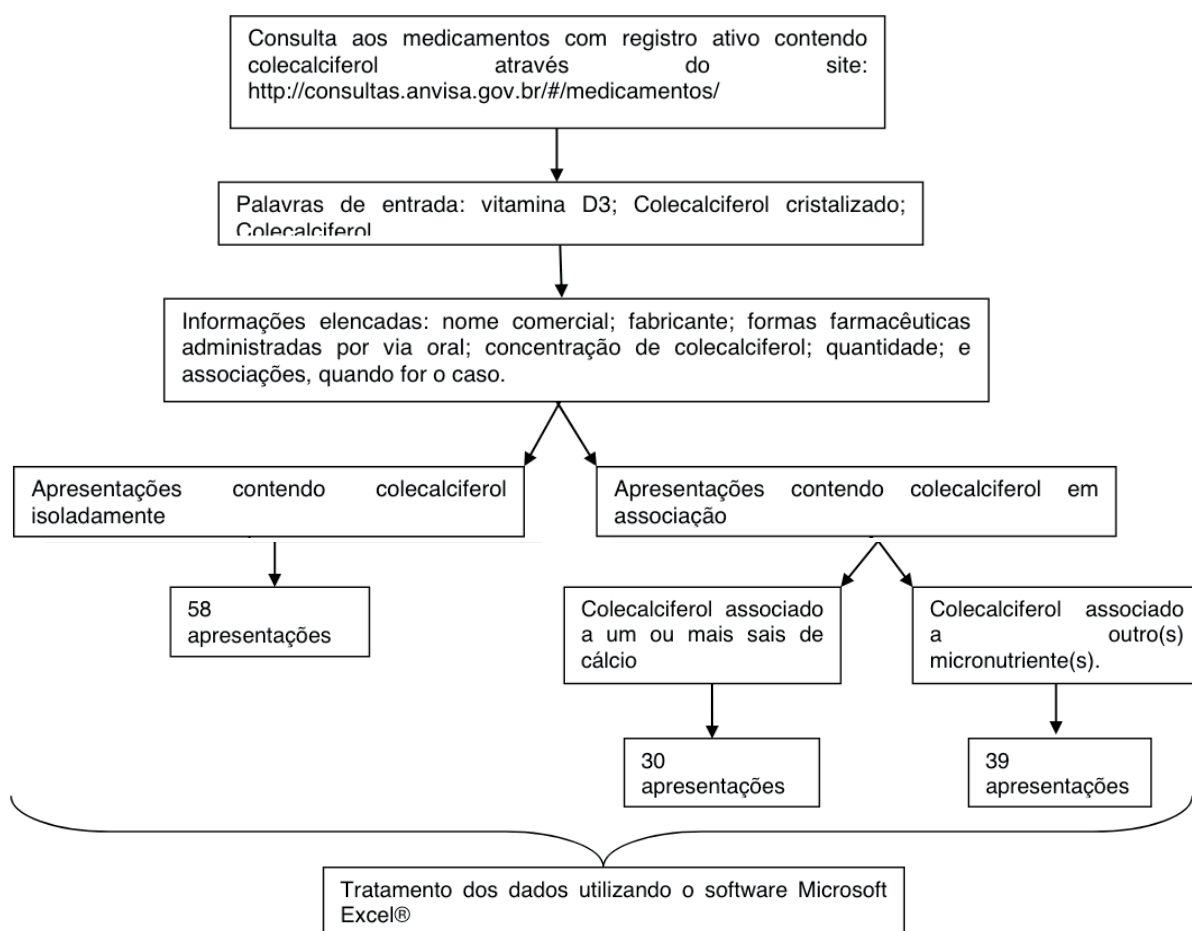 Consulta aos medicamentos com registro ativo contendo
colecalciferol através do site:
http://consultas.anvisa.gov.br/#/medicamentos/
Palavras de entrada: vitamina D3; Colecalciferol cristalizado;
Colecalciferol
Informações elencadas: nome comercial; fabricante; formas farmacêuticas
administradas por via oral; concentração de colecalciferol; quantidade; e
associações, quando for o caso.
Apresentações contendo colecalciferol
isoladamente
Apresentações contendo colecalciferol em
associação
58
apresentações
Colecalciferol associado
a um ou mais sais de
cálcio
Colecalciferol associado
a outro(s)
micronutriente(s).
30
apresentações
39
apresentações
Tratamento dos dados utilizando o software Microsoft
Excel®